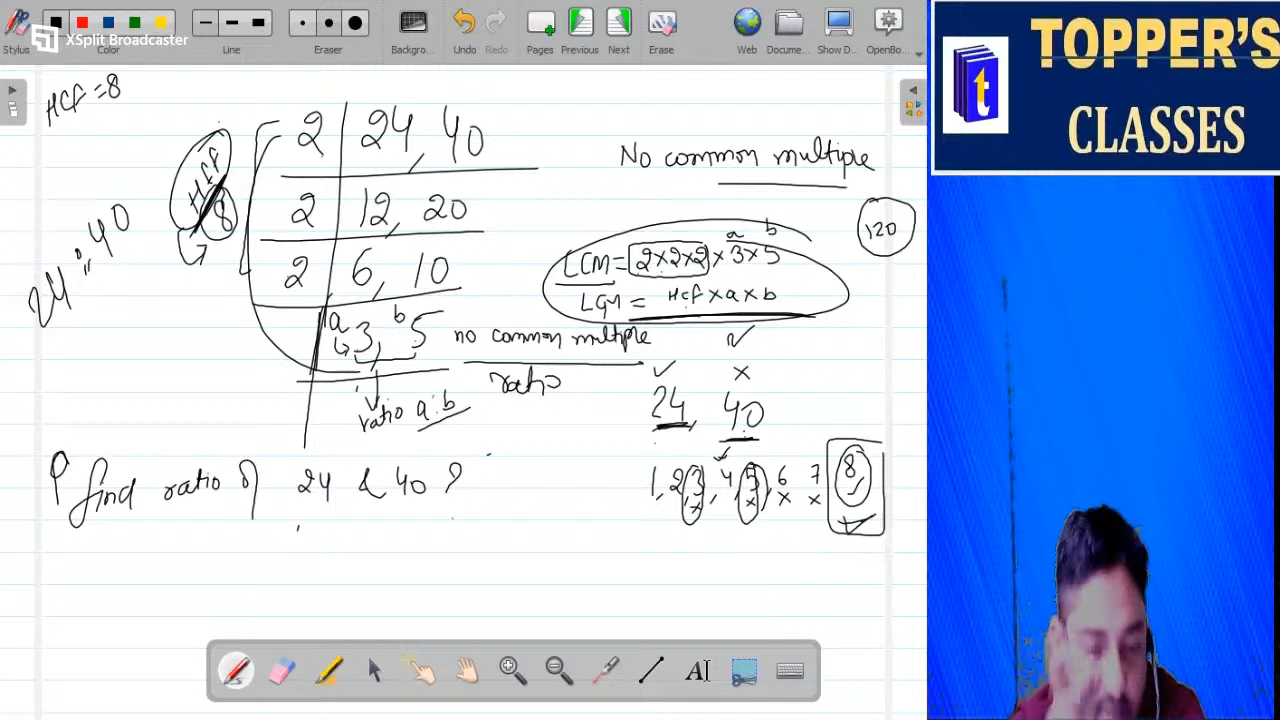 Stylus Color Line Eraser Backgro... Undo Redo Pages Previous Next Erase Web Docume... Show D... OpenBo...
XSplit Broadcaster
TOPPER'S
CLASSES
t
HCF = 8
2 | 24, 40
2 | 12, 20
2 | 6, 10
a 3, b 5
HCF
8
24 : 40
no common multiple
ratio
ratio a:b
No common multiple
120
a b
LCM = 2×2×2 × 3 × 5
LCM = HCF × a × b
24, 40
1, 2, 3, 4, 5, 6 7 8
find ratio of 24 & 40 ?